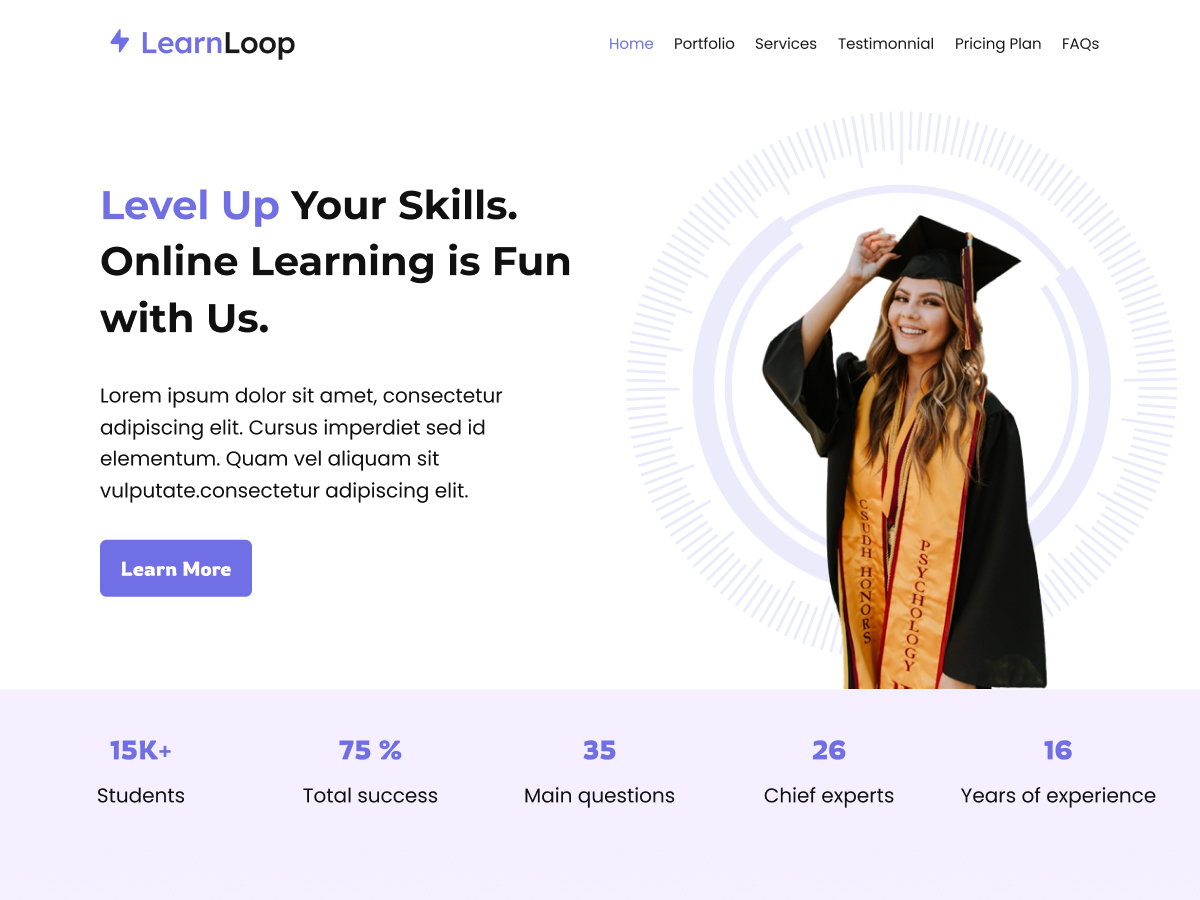 LearnLoop
Home Portfolio Services Testimonnial Pricing Plan FAQs
Level Up Your Skills.
Online Learning is Fun
with Us.
Lorem ipsum dolor sit amet, consectetur
adipiscing elit. Cursus imperdiet sed id
elementum. Quam vel aliquam sit
vulputate.consectetur adipiscing elit.
Learn More
CSUDH HONORS
PSYCHOLOGY
15K+ 75 % 35 26 16
Students Total success Main questions Chief experts Years of experience